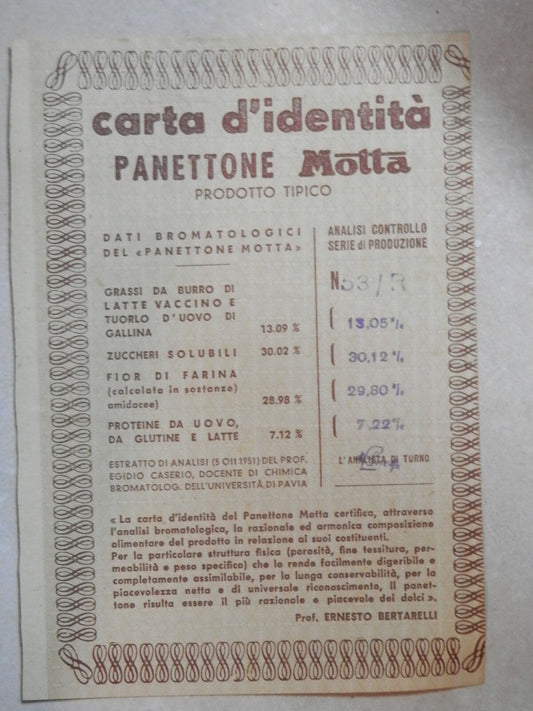 carta d'identità
PANETTONE Motta
PRODOTTO TIPICO
DATI BROMATOLOGICI
DEL «PANETTONE MOTTA»
GRASSI DA BURRO DI
LATTE VACCINO E
TUORLO D'UOVO DI
GALLINA 13.09 %
ZUCCHERI SOLUBILI 30.02 %
FIOR DI FARINA
(calcolata in sostanze)
amidacee) 28.98 %
PROTEINE DA UOVO,
DA GLUTINE E LATTE 7.12 %
ESTRATTO DI ANALISI (5 Ott 1951) DEL PROF.
EGIDIO CASERIO, DOCENTE DI CHIMICA
BROMATOLOG. DELL'UNIVERSITÀ DI PAVIA
ANALISI CONTROLLO
SERIE di PRODUZIONE
N. 53/R
( 13,05%
( 30,12%
( 29,80%
( 7,22%
L'ANALISTA DI TURNO
« La carta d'identità del Panettone Motta certifica, attraverso
l'analisi bromatologica, la razionale ed armonica composizione
alimentare del prodotto in relazione ai suoi costituenti.
Per la particolare struttura fisica (porosità, fine tessitura, per-
meabilità e peso specifico) che lo rende facilmente digeribile e
completamente assimilabile, per la lunga conservabilità, per la
piacevolezza netta e di universale riconoscimento, il panet-
tone risulta essere il più razionale e piacevole dei dolci ».
Prof. ERNESTO BERTARELLI